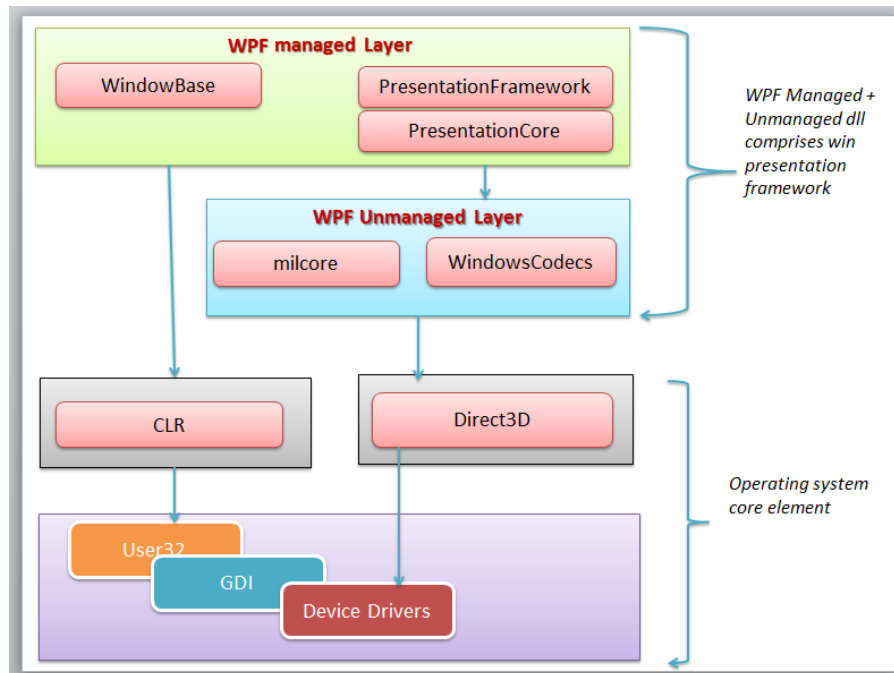 WPF managed Layer
WindowBase
PresentationFramework
PresentationCore
WPF Managed +
Unmanaged dll
comprises win
presentation
framework
WPF Unmanaged Layer
milcore
WindowsCodecs
CLR
Direct3D
Operating system
core element
User32
GDI
Device Drivers